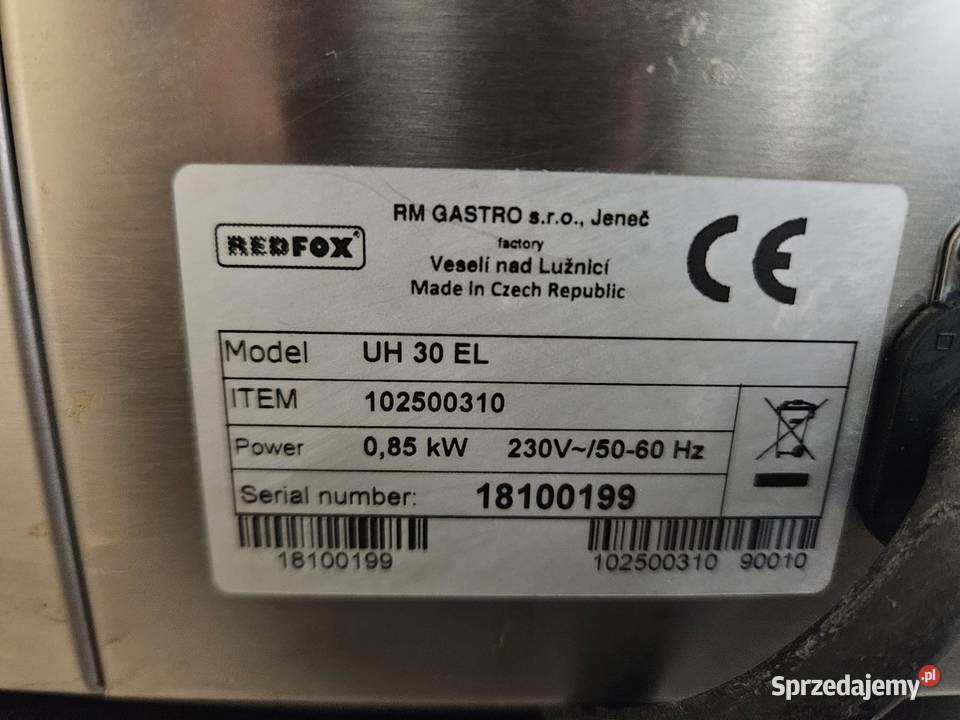 REDFOX®
RM GASTRO s.r.o., Jeneč
factory
Veselí nad Lužnicí
Made in Czech Republic
CE
Model UH 30 EL
ITEM 102500310
Power 0,85 kW 230V~/50-60 Hz
Serial number: 18100199
18100199 102500310 90010
Sprzedajemy.pl